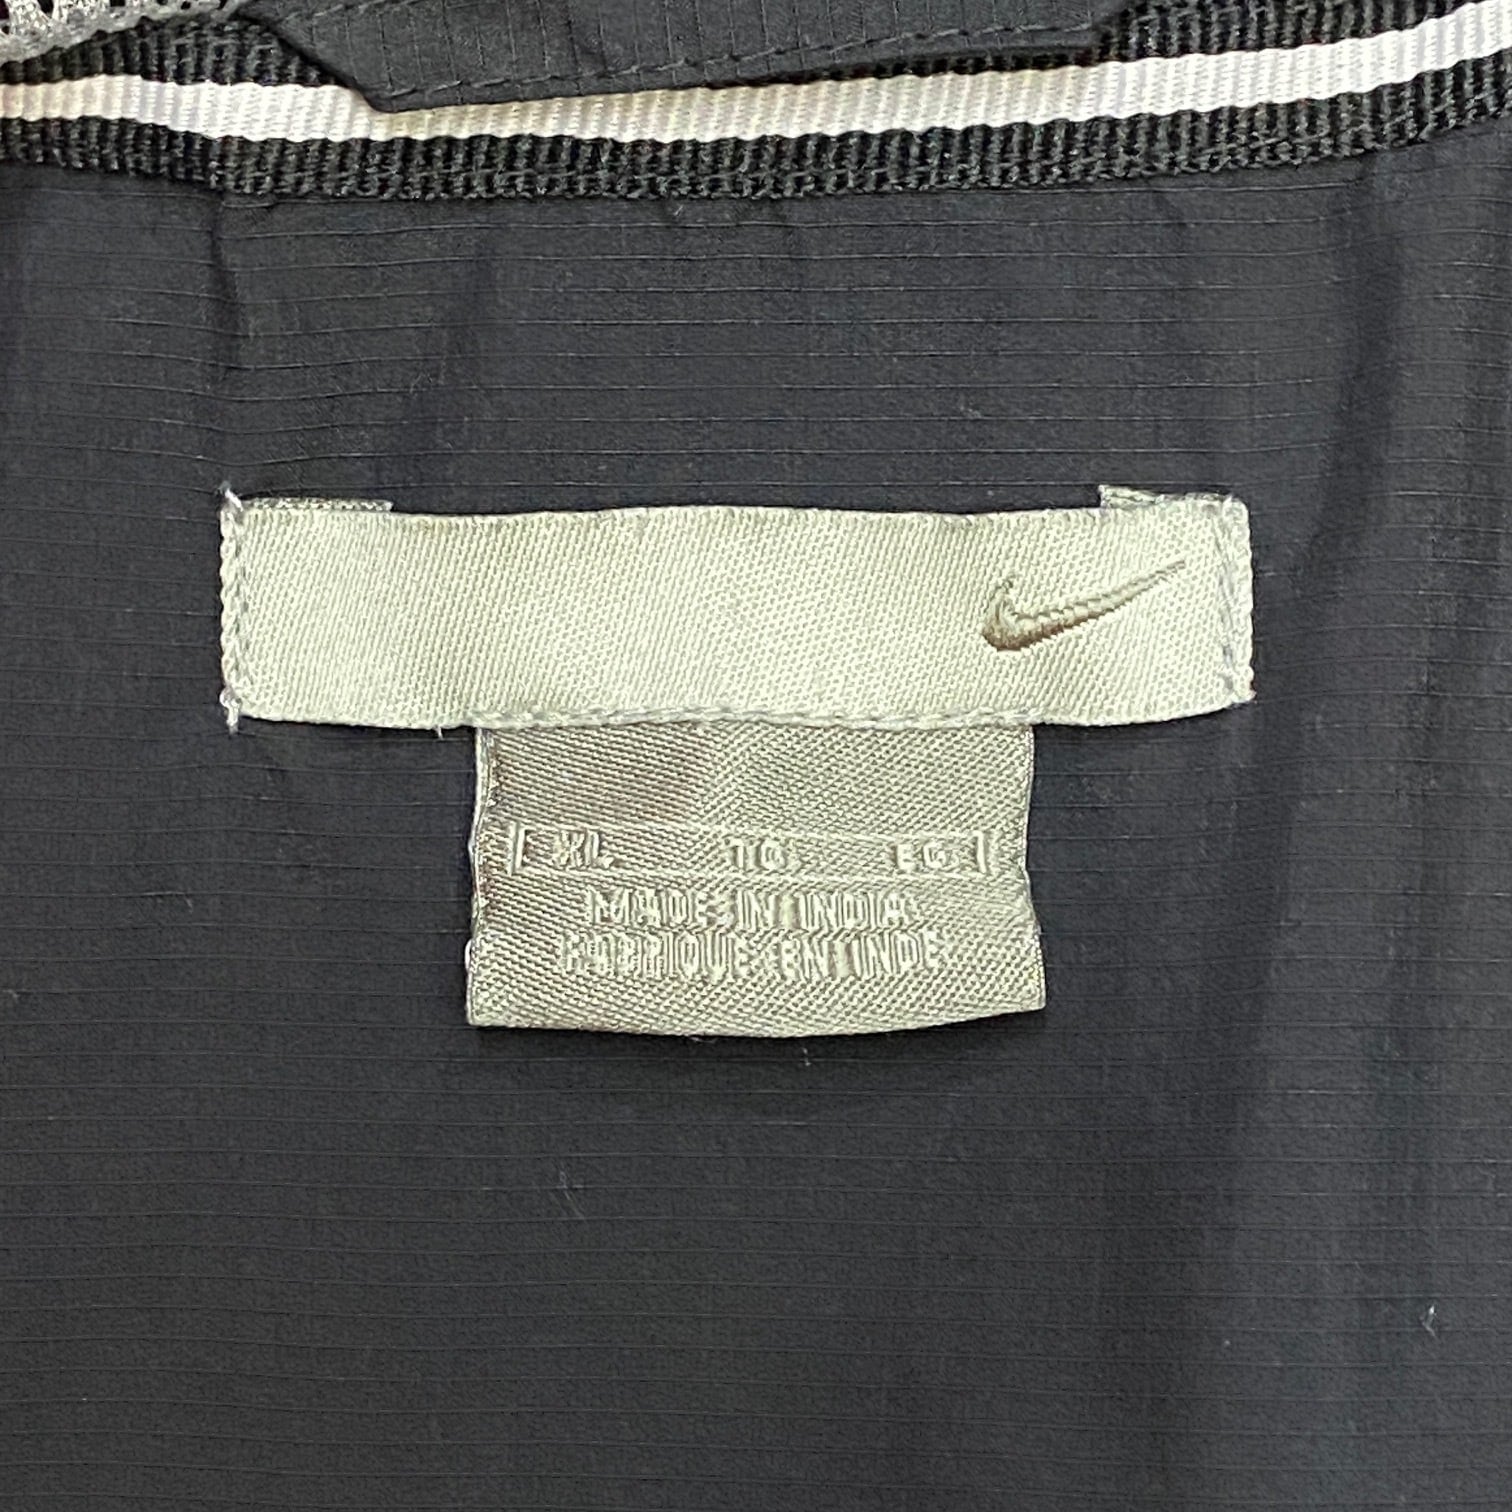 XL TG EG
MADE IN INDIA
FABRIQUE EN INDE